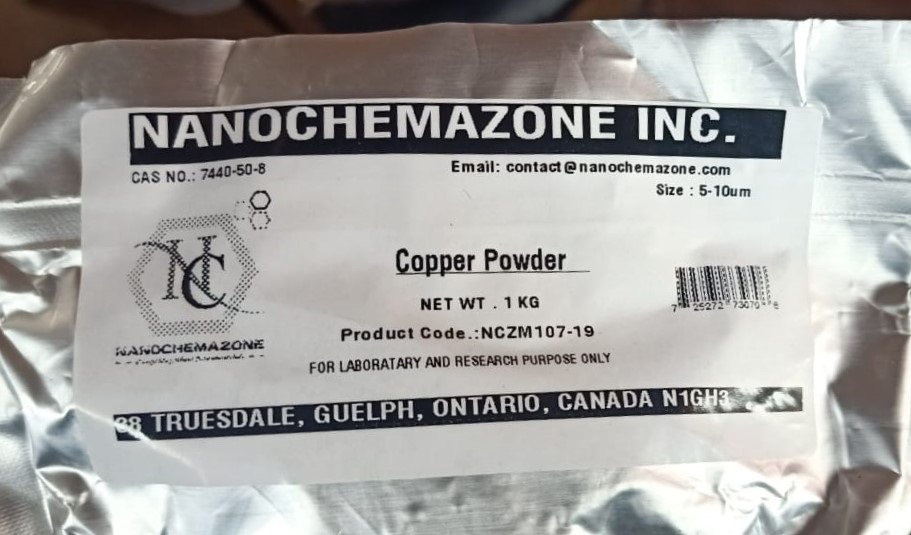 NANOCHEMAZONE INC.
CAS NO.: 7440-50-8
Email: contact@nanochemazone.com
Size : 5-10um
NC
Copper Powder
NET WT . 1 KG
Product Code.:NCZM107-19
NANOCHEMAZONE
FOR LABORATARY AND RESEARCH PURPOSE ONLY
TRUESDALE, GUELPH, ONTARIO, CANADA N1GH3